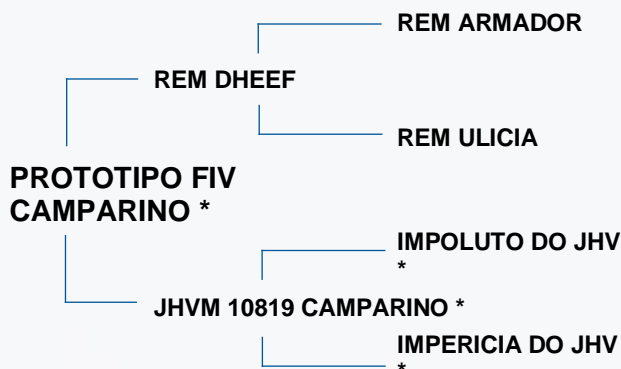 REM ARMADOR
REM DHEEF
REM ULICIA
PROTOTIPO FIV
CAMPARINO *
IMPOLUTO DO JHV
*
JHVM 10819 CAMPARINO *
IMPERICIA DO JHV
*